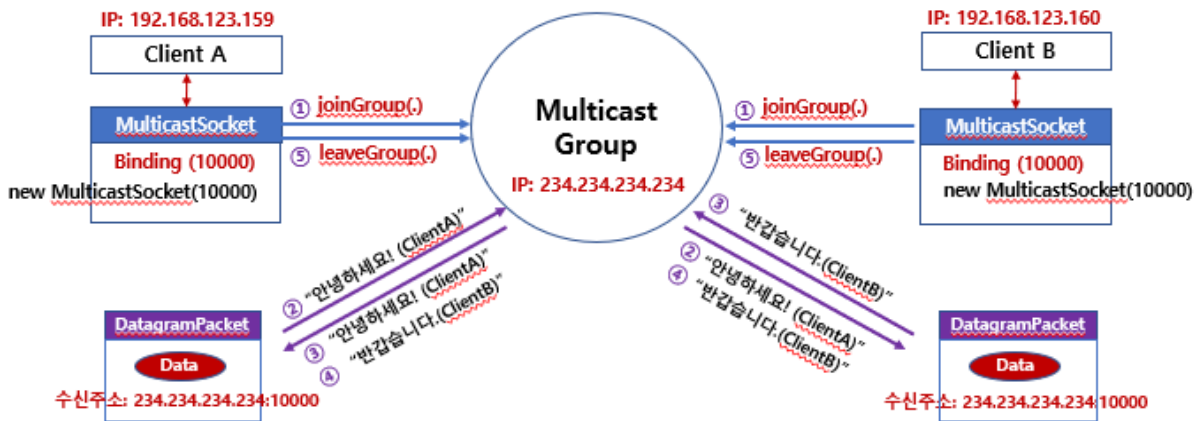 IP: 192.168.123.159
Client A
MulticastSocket
Binding (10000)
new MulticastSocket(10000)
① joinGroup(.)
⑤ leaveGroup(.)
Multicast
Group
IP: 234.234.234.234
IP: 192.168.123.160
Client B
① joinGroup(.)
⑤ leaveGroup(.)
MulticastSocket
Binding (10000)
new MulticastSocket(10000)
② “안녕하세요! (ClientA)”
③ “안녕하세요! (ClientA)”
④ “반갑습니다.(ClientB)”
③ “반갑습니다.(ClientB)”
② “안녕하세요! (ClientA)”
④ “반갑습니다.(ClientB)”
DatagramPacket
Data
수신주소: 234.234.234.234:10000
DatagramPacket
Data
수신주소: 234.234.234.234:10000